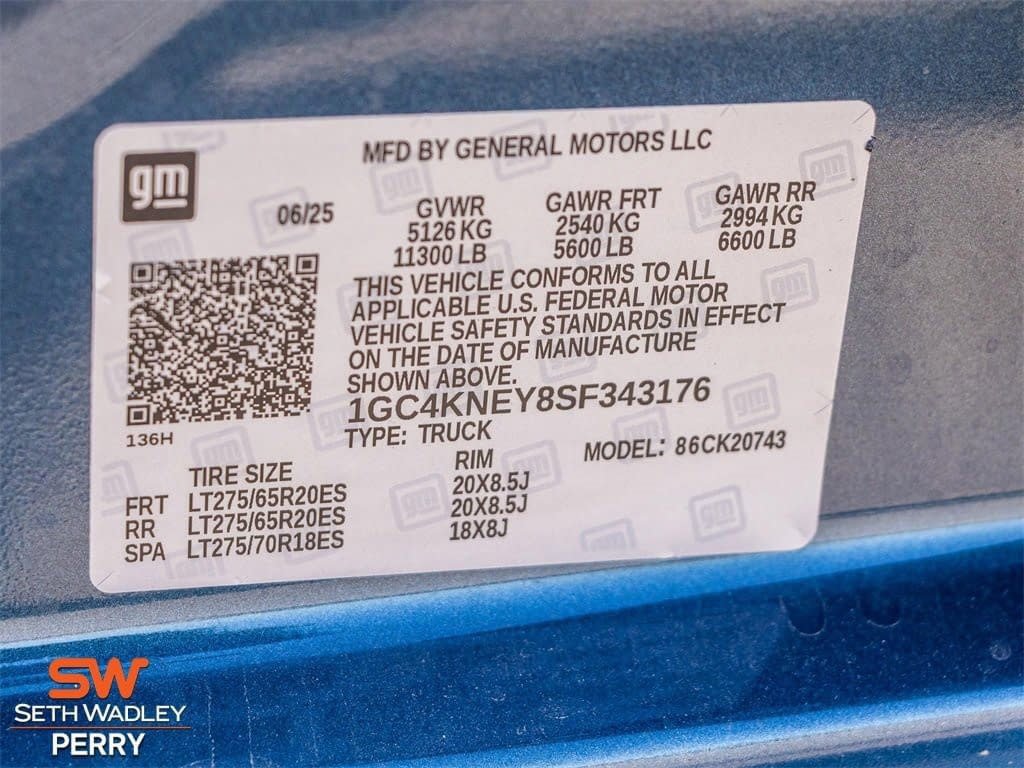 gm
MFD BY GENERAL MOTORS LLC
06/25
GVWR
5126 KG
11300 LB
GAWR FRT
2540 KG
5600 LB
GAWR RR
2994 KG
6600 LB
THIS VEHICLE CONFORMS TO ALL
APPLICABLE U.S. FEDERAL MOTOR
VEHICLE SAFETY STANDARDS IN EFFECT
ON THE DATE OF MANUFACTURE
SHOWN ABOVE.
1GC4KNEY8SF343176
136H
TYPE: TRUCK
MODEL: 86CK20743
TIRE SIZE RIM
FRT LT275/65R20ES 20X8.5J
RR LT275/65R20ES 20X8.5J
SPA LT275/70R18ES 18X8J
SW
SETH WADLEY
PERRY